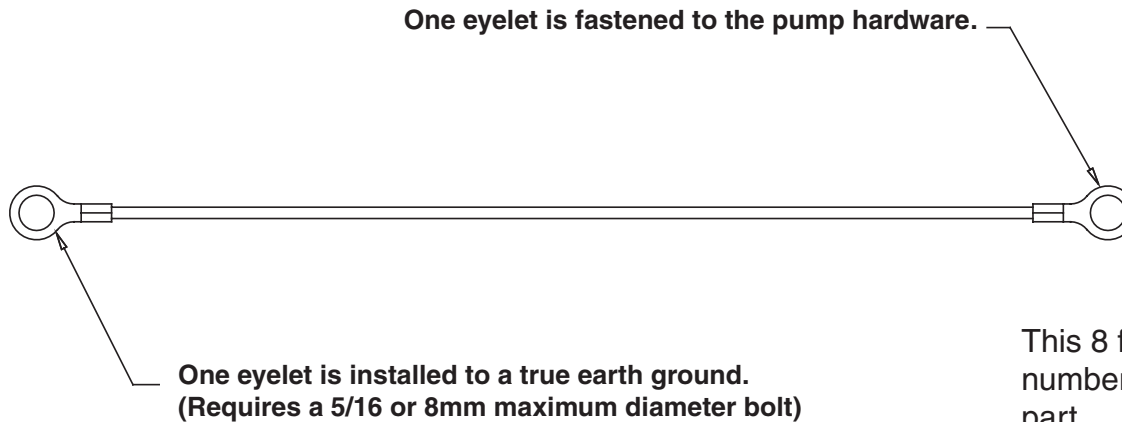 One eyelet is fastened to the pump hardware.
One eyelet is installed to a true earth ground.
(Requires a 5/16 or 8mm maximum diameter bolt)
This 8
number
part